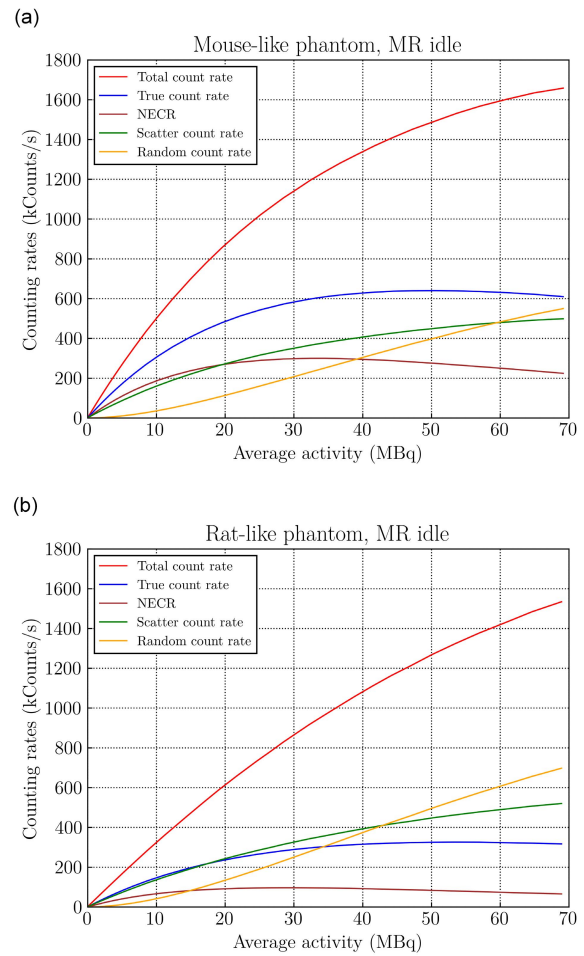 (a)
Mouse-like phantom, MR idle
Counting rates (kCounts/s)
1800
1600
1400
1200
1000
800
600
400
200
0
Total count rate
True count rate
NECR
Scatter count rate
Random count rate
0 10 20 30 40 50 60 70
Average activity (MBq)
(b)
Rat-like phantom, MR idle
Counting rates (kCounts/s)
1800
1600
1400
1200
1000
800
600
400
200
0
Total count rate
True count rate
NECR
Scatter count rate
Random count rate
0 10 20 30 40 50 60 70
Average activity (MBq)